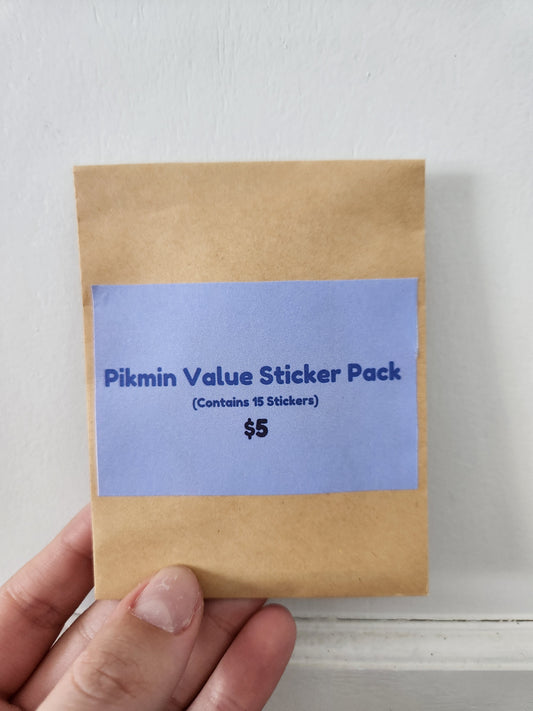 Pikmin Value Sticker Pack
(Contains 15 Stickers)
$5